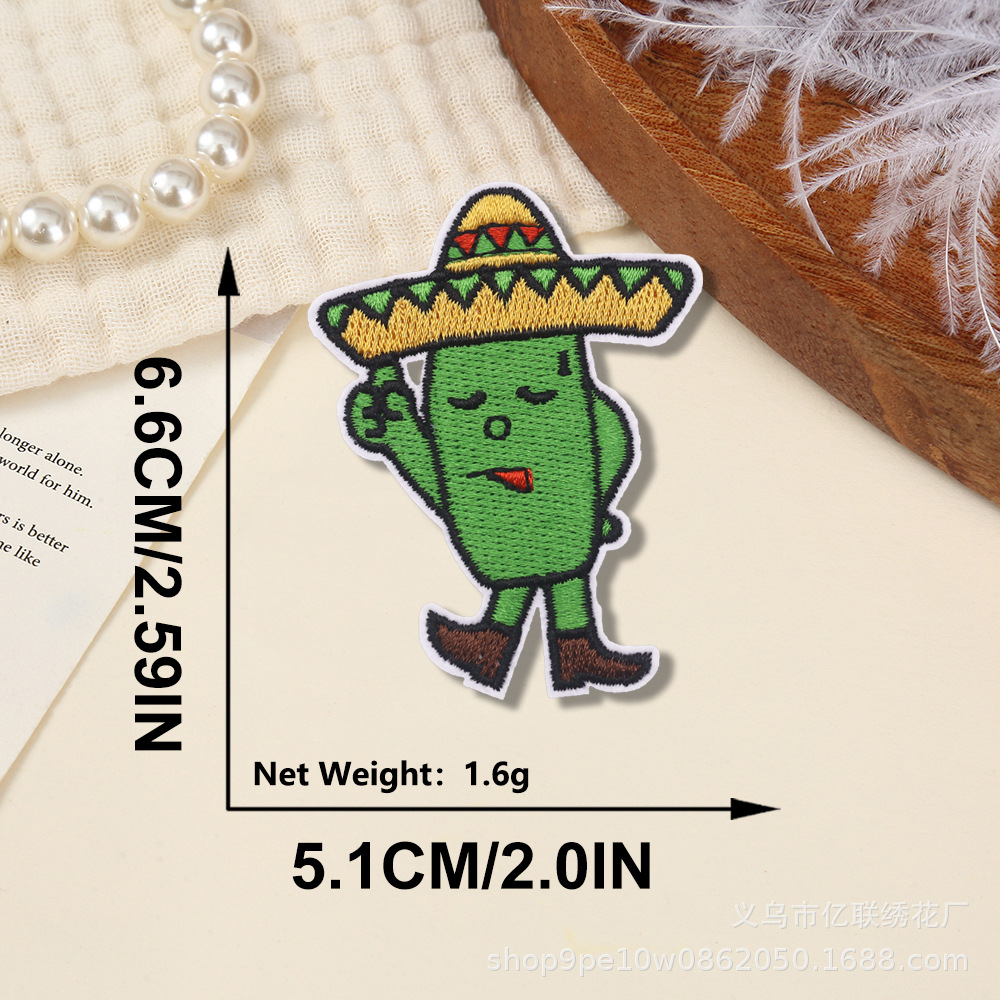 longer alone.
world for him.
rs is better
ne like
6.6CM/2.59IN
Net Weight：1.6g
5.1CM/2.0IN
义乌市亿联绣花厂
shop9pe10w0862050.1688.com